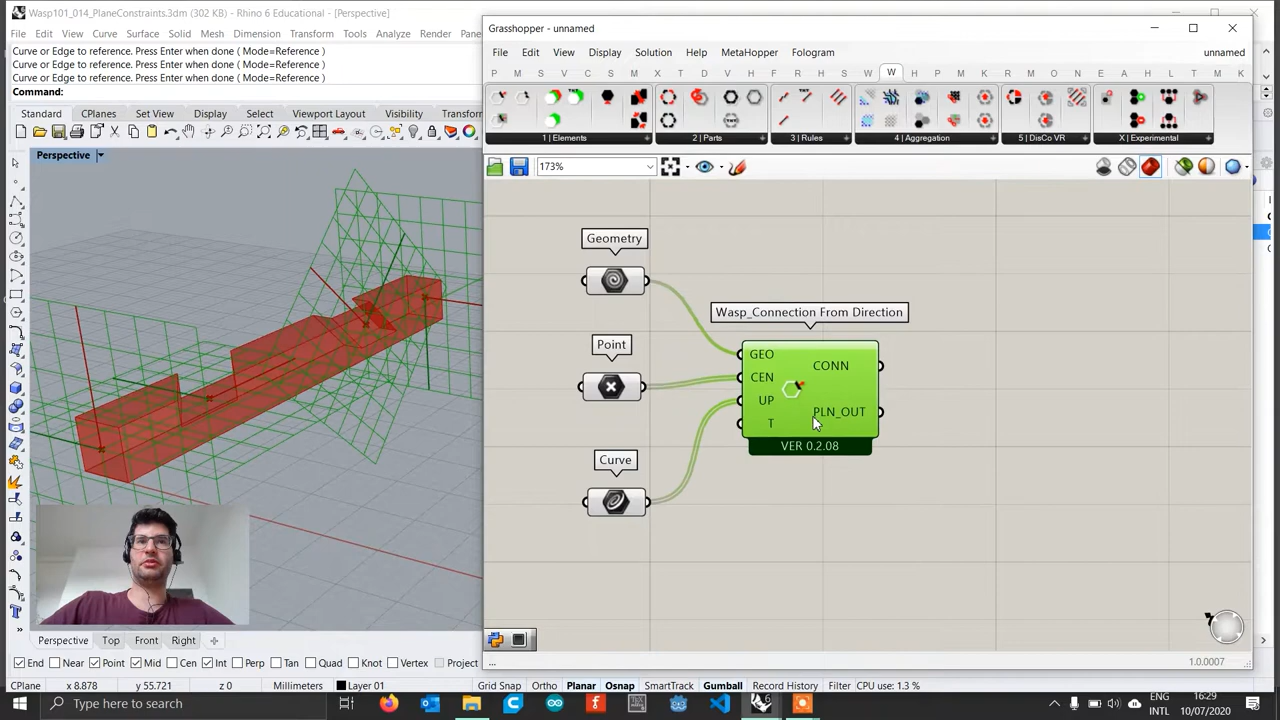 Wasp101_014_PlaneConstraints.3dm (302 KB) - Rhino 6 Educational - [Perspective]
File Edit View Curve Surface Solid Mesh Dimension Transform Tools Analyze Render Pane
Curve or Edge to reference. Press Enter when done ( Mode=Reference )
Curve or Edge to reference. Press Enter when done ( Mode=Reference )
Curve or Edge to reference. Press Enter when done ( Mode=Reference )
Command:
Standard CPlanes Set View Display Select Viewport Layout Visibility Transform
Perspective
Grasshopper - unnamed
File Edit View Display Solution Help MetaHopper Fologram unnamed
P M S V C S M X T D V D F R H S W W H P M K R M E A B H L T M K
1 | Elements 2 | Parts 3 | Rules 4 | Aggregation 5 | DisCo VR X | Experimental
173%
Geometry
Point
Curve
Wasp_Connection From Direction
GEO
CEN
UP
T
CONN
PLN_OUT
VER 0.2.08
... 1.0.0007
Perspective Top Front Right
End Near Point Mid Cen Int Perp Tan Quad Knot Vertex Project
CPlane x 8.878 y 55.721 z 0 Millimeters Layer 01 Grid Snap Ortho Planar Osnap SmartTrack Gumball Record History Filter CPU use: 1.3 %
Type here to search
ENG
INTL
16:29
10/07/2020